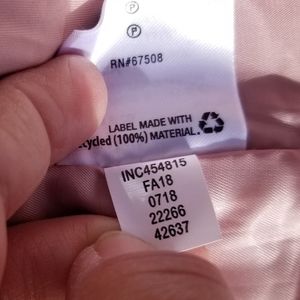 P
P
RN#67508
LABEL MADE WITH
cycled (100%) MATERIAL.
INC454815
FA18
0718
22266
42637